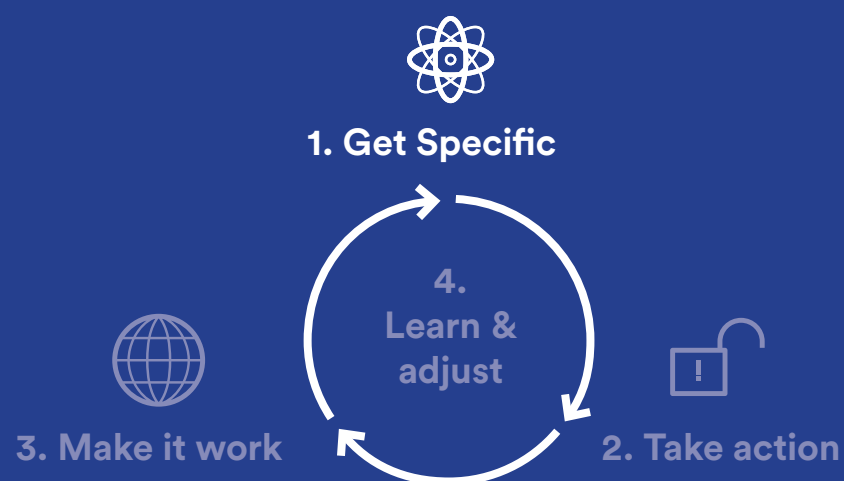 1. Get Specific
4.
Learn &
adjust
!
3. Make it work
2. Take action